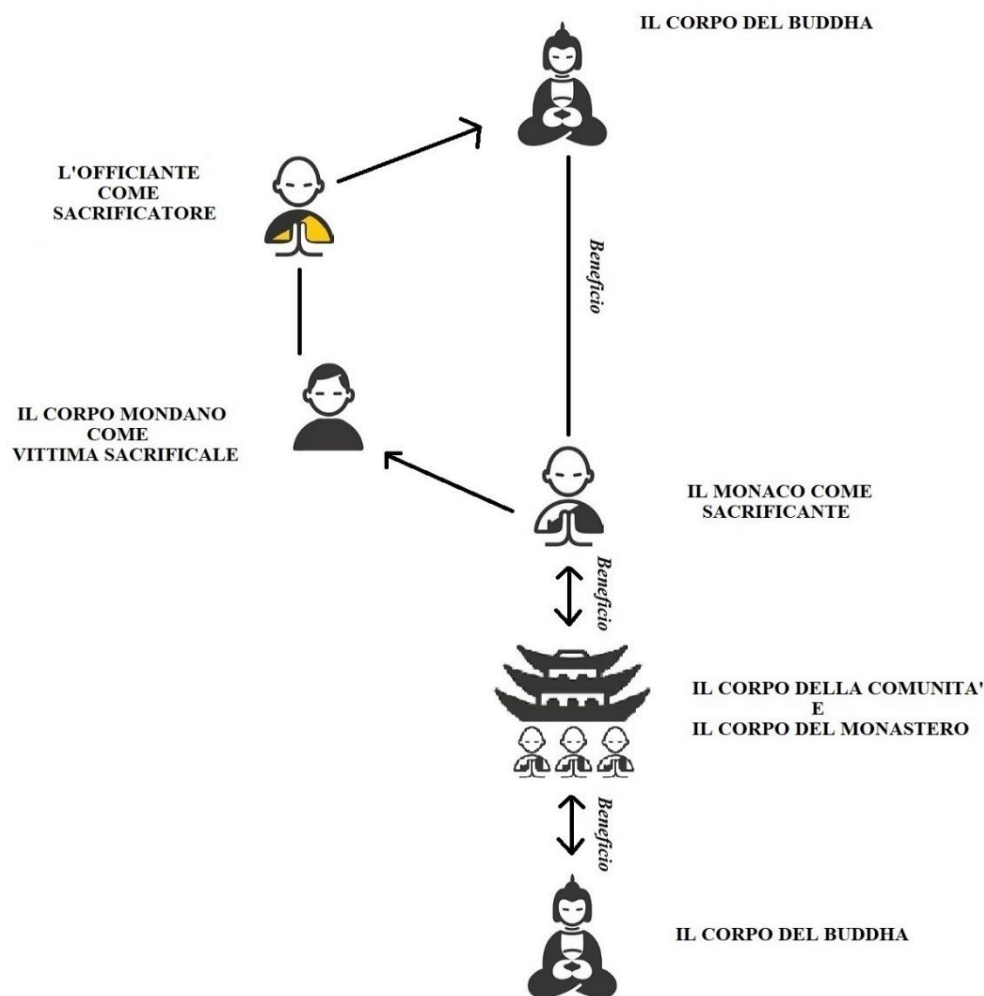 IL CORPO DEL BUDDHA
L'OFFICIANTE
COME
SACRIFICATORE
Beneficio
IL CORPO MONDANO
COME
VITTIMA SACRIFICALE
IL MONACO COME
SACRIFICANTE
Beneficio
IL CORPO DELLA COMUNITA'
E
IL CORPO DEL MONASTERO
Beneficio
IL CORPO DEL BUDDHA